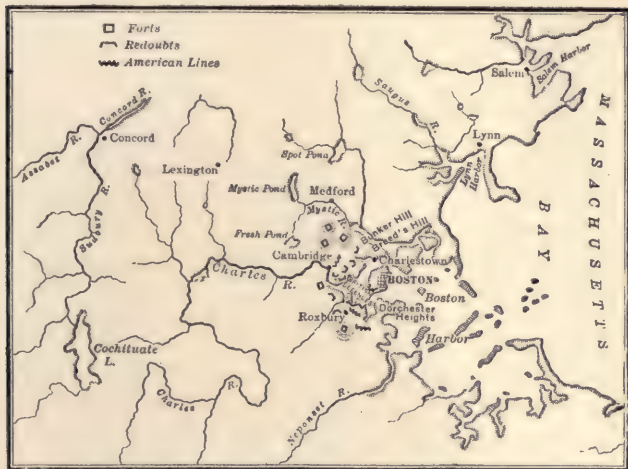 Forts
Redoubts
American Lines
Salem
Salem Harbor
Saugus R.
Concord R.
Concord
Assabet R.
Lynn
Lynn Harbor
MASSACHUSETTS
BAY
Spot Pond
Lexington
Mystic Pond
Medford
Sudbury R.
Mystic R.
Bunker Hill
Breed's Hill
Fresh Pond
Cambridge
Charlestown
Charles R.
BOSTON
Boston
Harbor
Roxbury
Dorchester
Heights
Cochituate
L.
Charles R.
Neponset R.